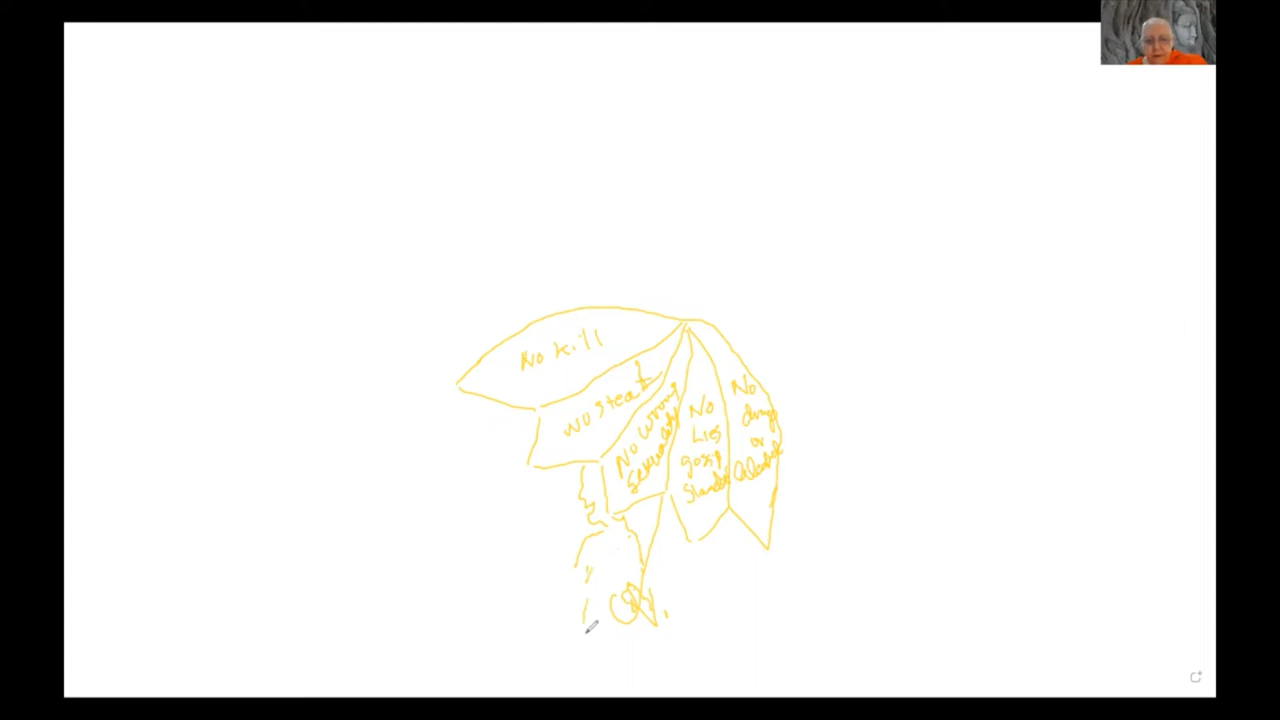 No kill
No steal
No wrong
sexuality
No
Lies
gossip
slander
No
drugs
or
alcohol